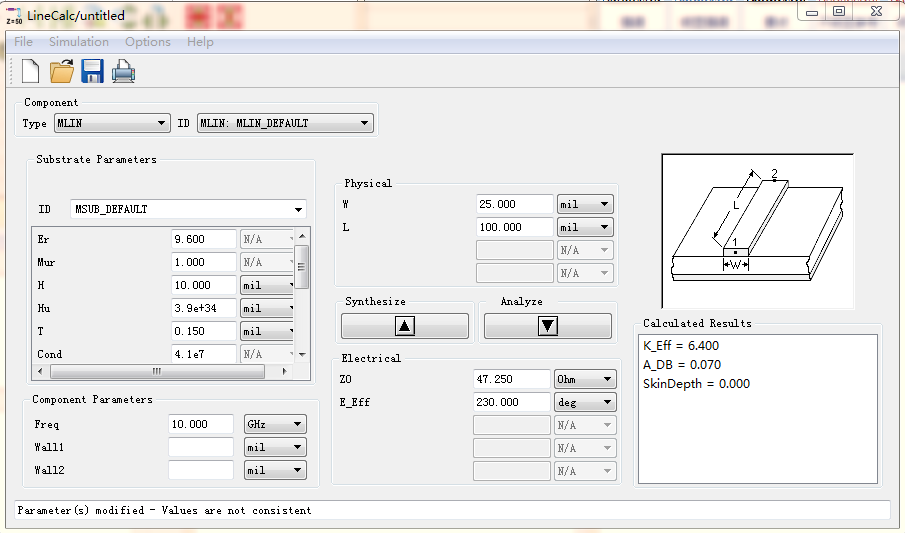 Z=50 LineCalc/untitled
File Simulation Options Help
Component
Type MLIN ID MLIN: MLIN_DEFAULT
Substrate Parameters
ID MSUB_DEFAULT
Er 9.600 N/A
Mur 1.000 N/A
H 10.000 mil
Hu 3.9e+34 mil
T 0.150 mil
Cond 4.1e7 N/A
Component Parameters
Freq 10.000 GHz
Wall1 mil
Wall2 mil
Physical
W 25.000 mil
L 100.000 mil
N/A
N/A
Synthesize Analyze
Electrical
Z0 47.250 Ohm
E_Eff 230.000 deg
N/A
N/A
N/A
2
L
1
W
Calculated Results
K_Eff = 6.400
A_DB = 0.070
SkinDepth = 0.000
Parameter(s) modified - Values are not consistent